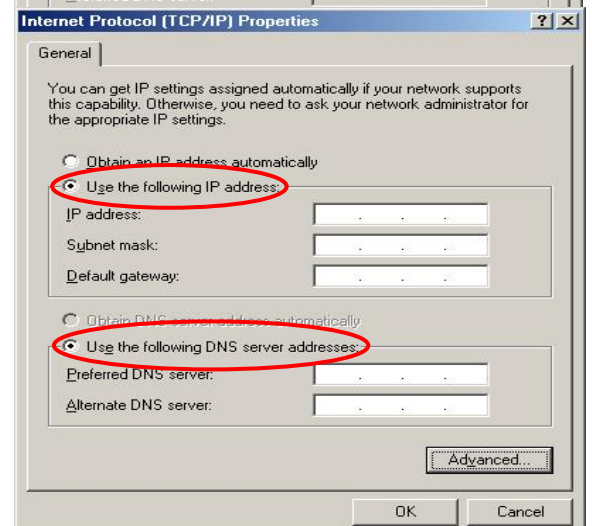 Internet Protocol (TCP/IP) Properties
General
You can get IP settings assigned automatically if your network supports
this capability. Otherwise, you need to ask your network administrator for
the appropriate IP settings.
Obtain an IP address automatically
Use the following IP address:
IP address:
Subnet mask:
Default gateway:
Obtain DNS server address automatically
Use the following DNS server addresses:
Preferred DNS server:
Alternate DNS server:
Advanced...
OK Cancel